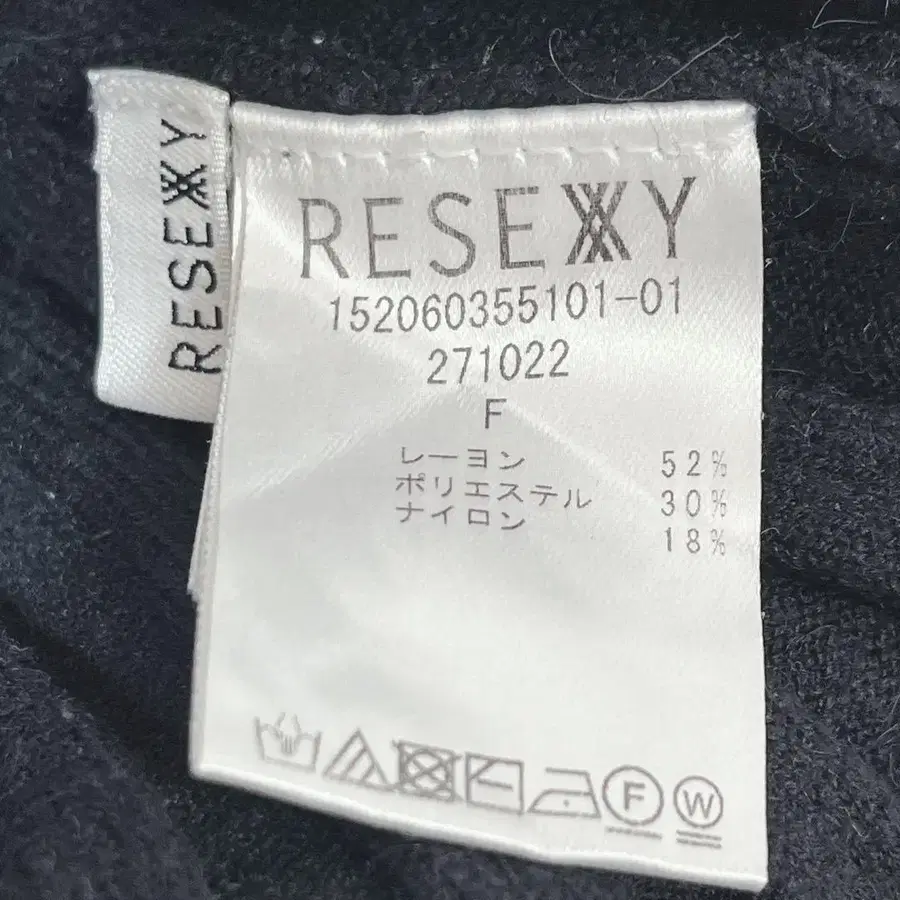 RESEXXY
RESEXXY
152060355101-01
271022
F
レーヨン 52%
ポリエステル 30%
ナイロン 18%
F W